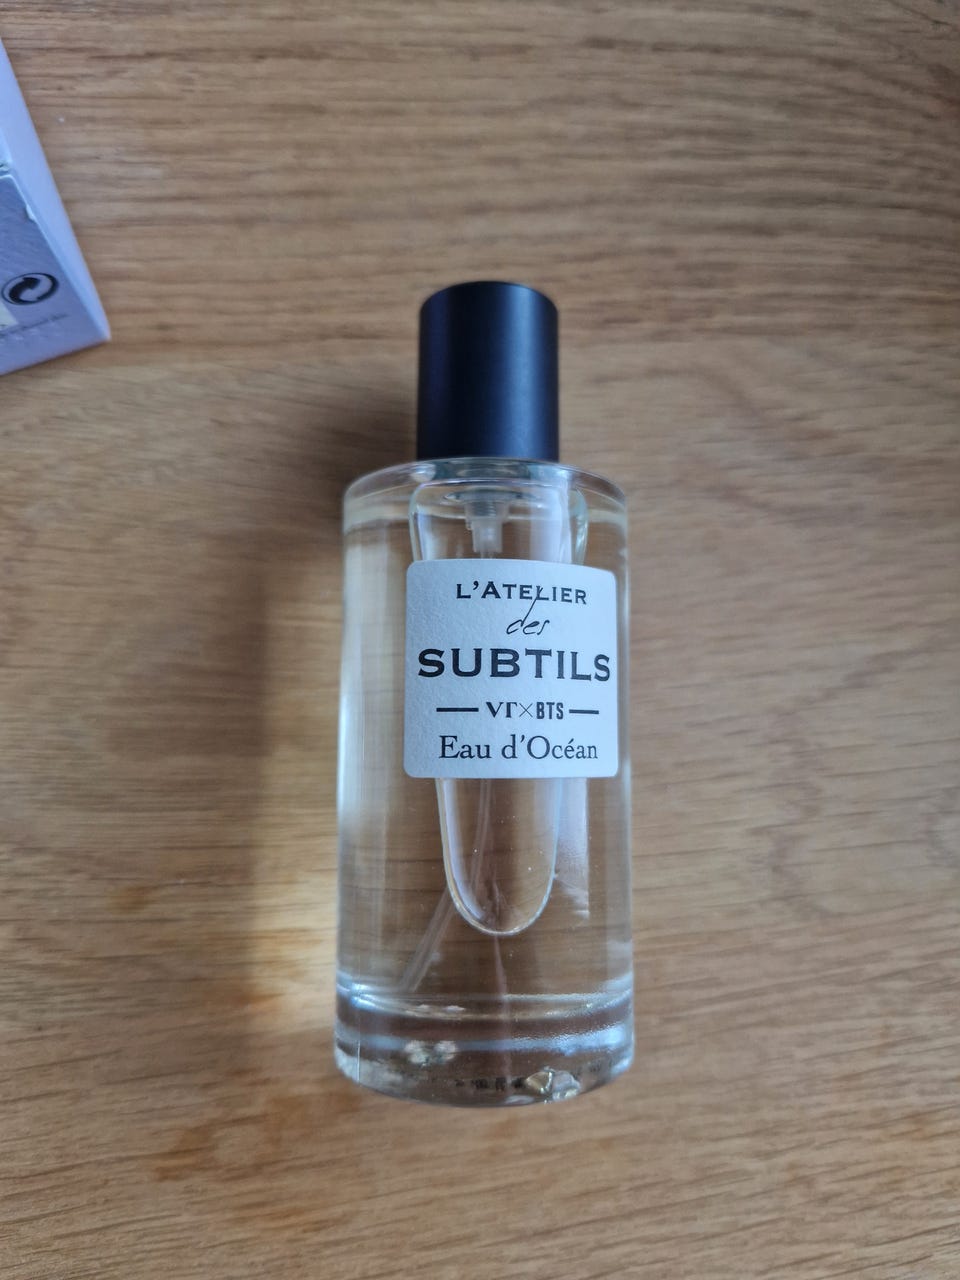 L'ATELIER
des
SUBTILS
VT×BTS
Eau d'Océan